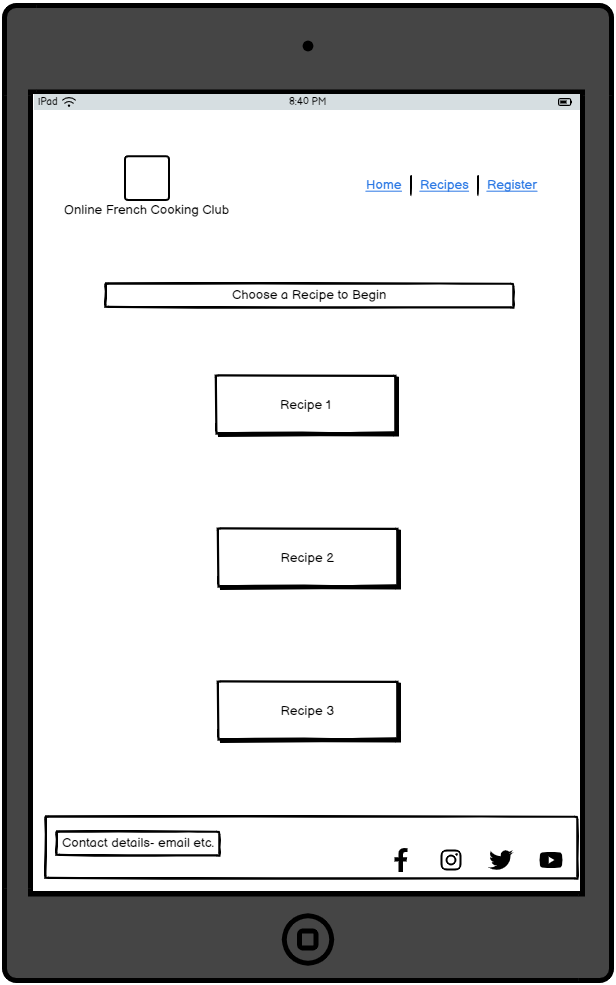 iPad 8:40 PM
Online French Cooking Club
Home Recipes Register
Choose a Recipe to Begin
Recipe 1
Recipe 2
Recipe 3
Contact details- email etc.